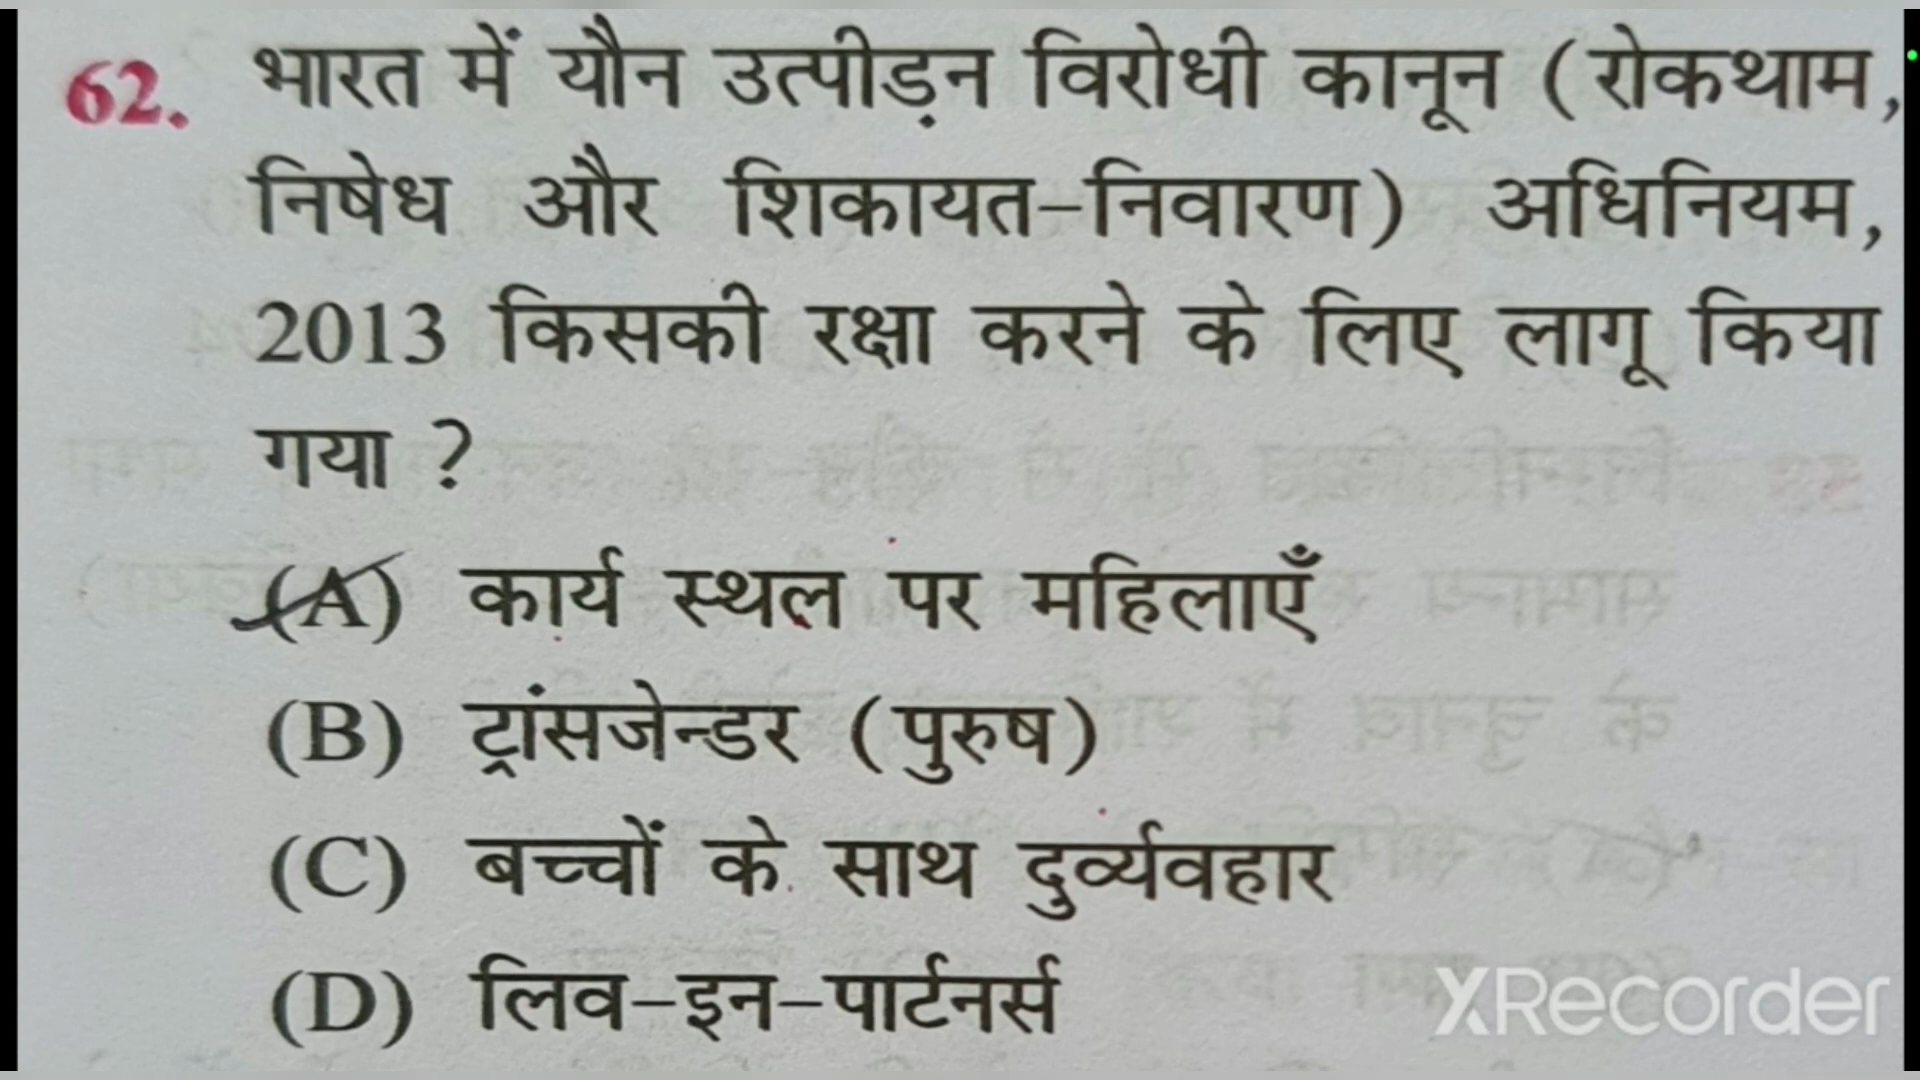 62. भारत में यौन उत्पीड़न विरोधी कानून (रोकथाम,
निषेध और शिकायत-निवारण) अधिनियम,
2013 किसकी रक्षा करने के लिए लागू किया
गया ?
(A) कार्य स्थल पर महिलाएँ
(B) ट्रांसजेन्डर (पुरुष)
(C) बच्चों के साथ दुर्व्यवहार
(D) लिव-इन-पार्टनर्स
XRecorder